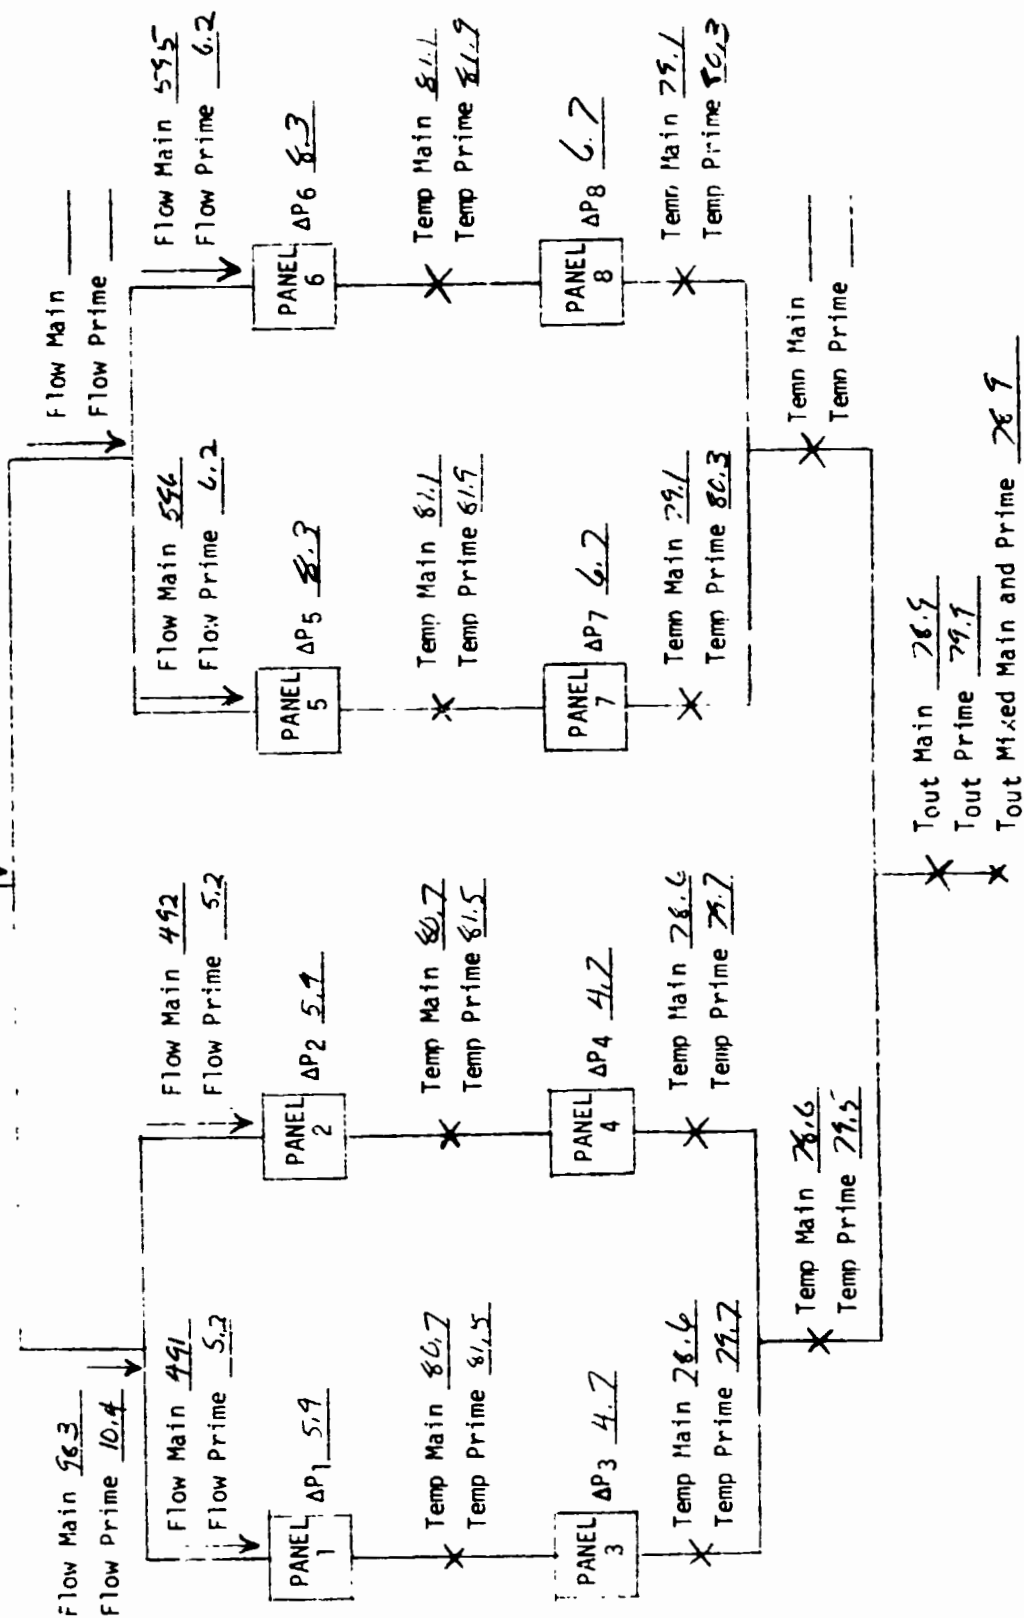 Flow Main 983
Flow Prime 10.4
Flow Main
Flow Prime
Flow Main 491
Flow Prime 5.2
Flow Main 492
Flow Prime 5.2
Flow Main 596
Flow Prime 6.2
Flow Main 595
Flow Prime 6.2
PANEL 1
ΔP1 5.9
PANEL 2
ΔP2 5.9
PANEL 5
ΔP5 8.3
PANEL 6
ΔP6 8.3
Temp Main 80.7
Temp Prime 81.5
Temp Main 80.7
Temp Prime 81.5
Temp Main 81.1
Temp Prime 81.9
Temp Main 81.1
Temp Prime 81.9
PANEL 3
ΔP3 4.7
PANEL 4
ΔP4 4.7
PANEL 7
ΔP7 6.7
PANEL 8
ΔP8 6.7
Temp Main 78.6
Temp Prime 79.7
Temp Main 78.6
Temp Prime 79.7
Temp Main 79.1
Temp Prime 80.3
Temp Main 79.1
Temp Prime 80.3
Temp Main 78.6
Temp Prime 79.5
Temp Main
Temp Prime
Tout Main 78.9
Tout Prime 79.9
Tout Mixed Main and Prime 78.9